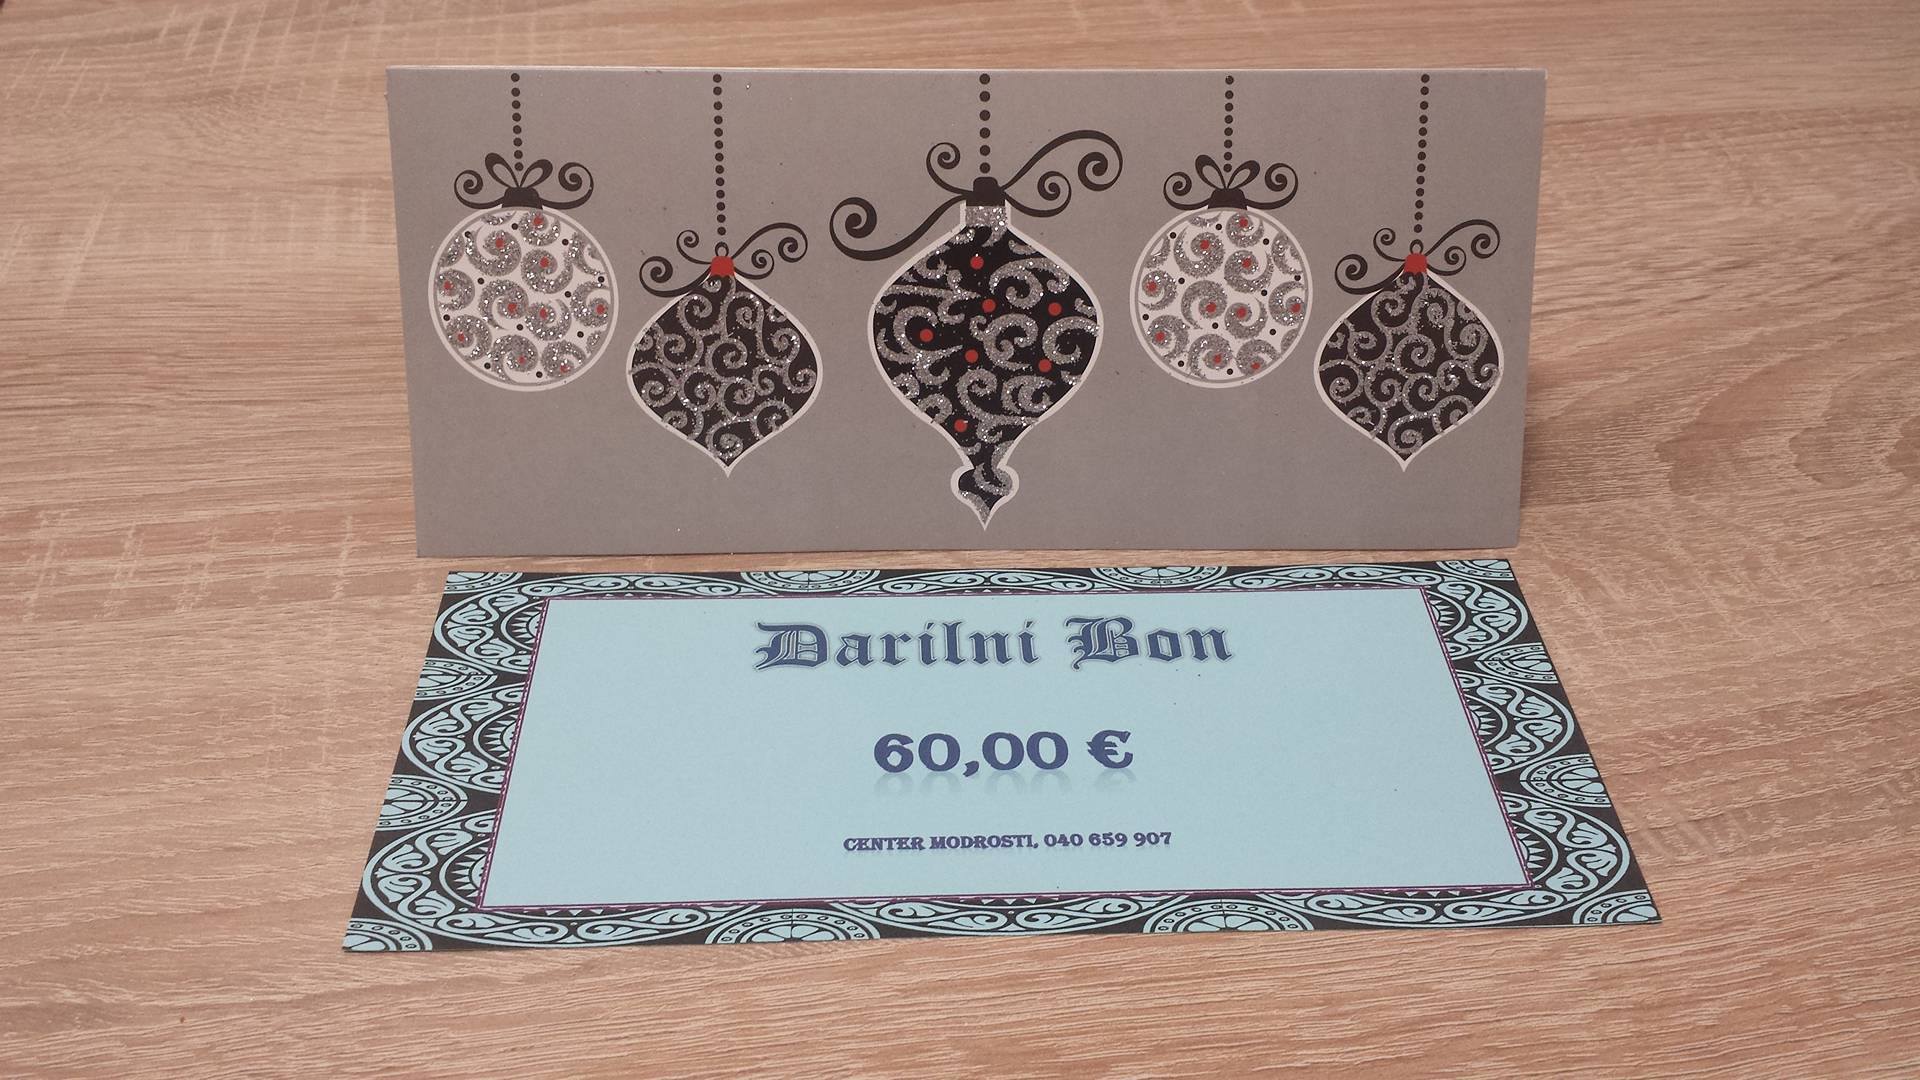 Darilni Bon
60,00 €
CENTER MODROSTI, 040 659 907